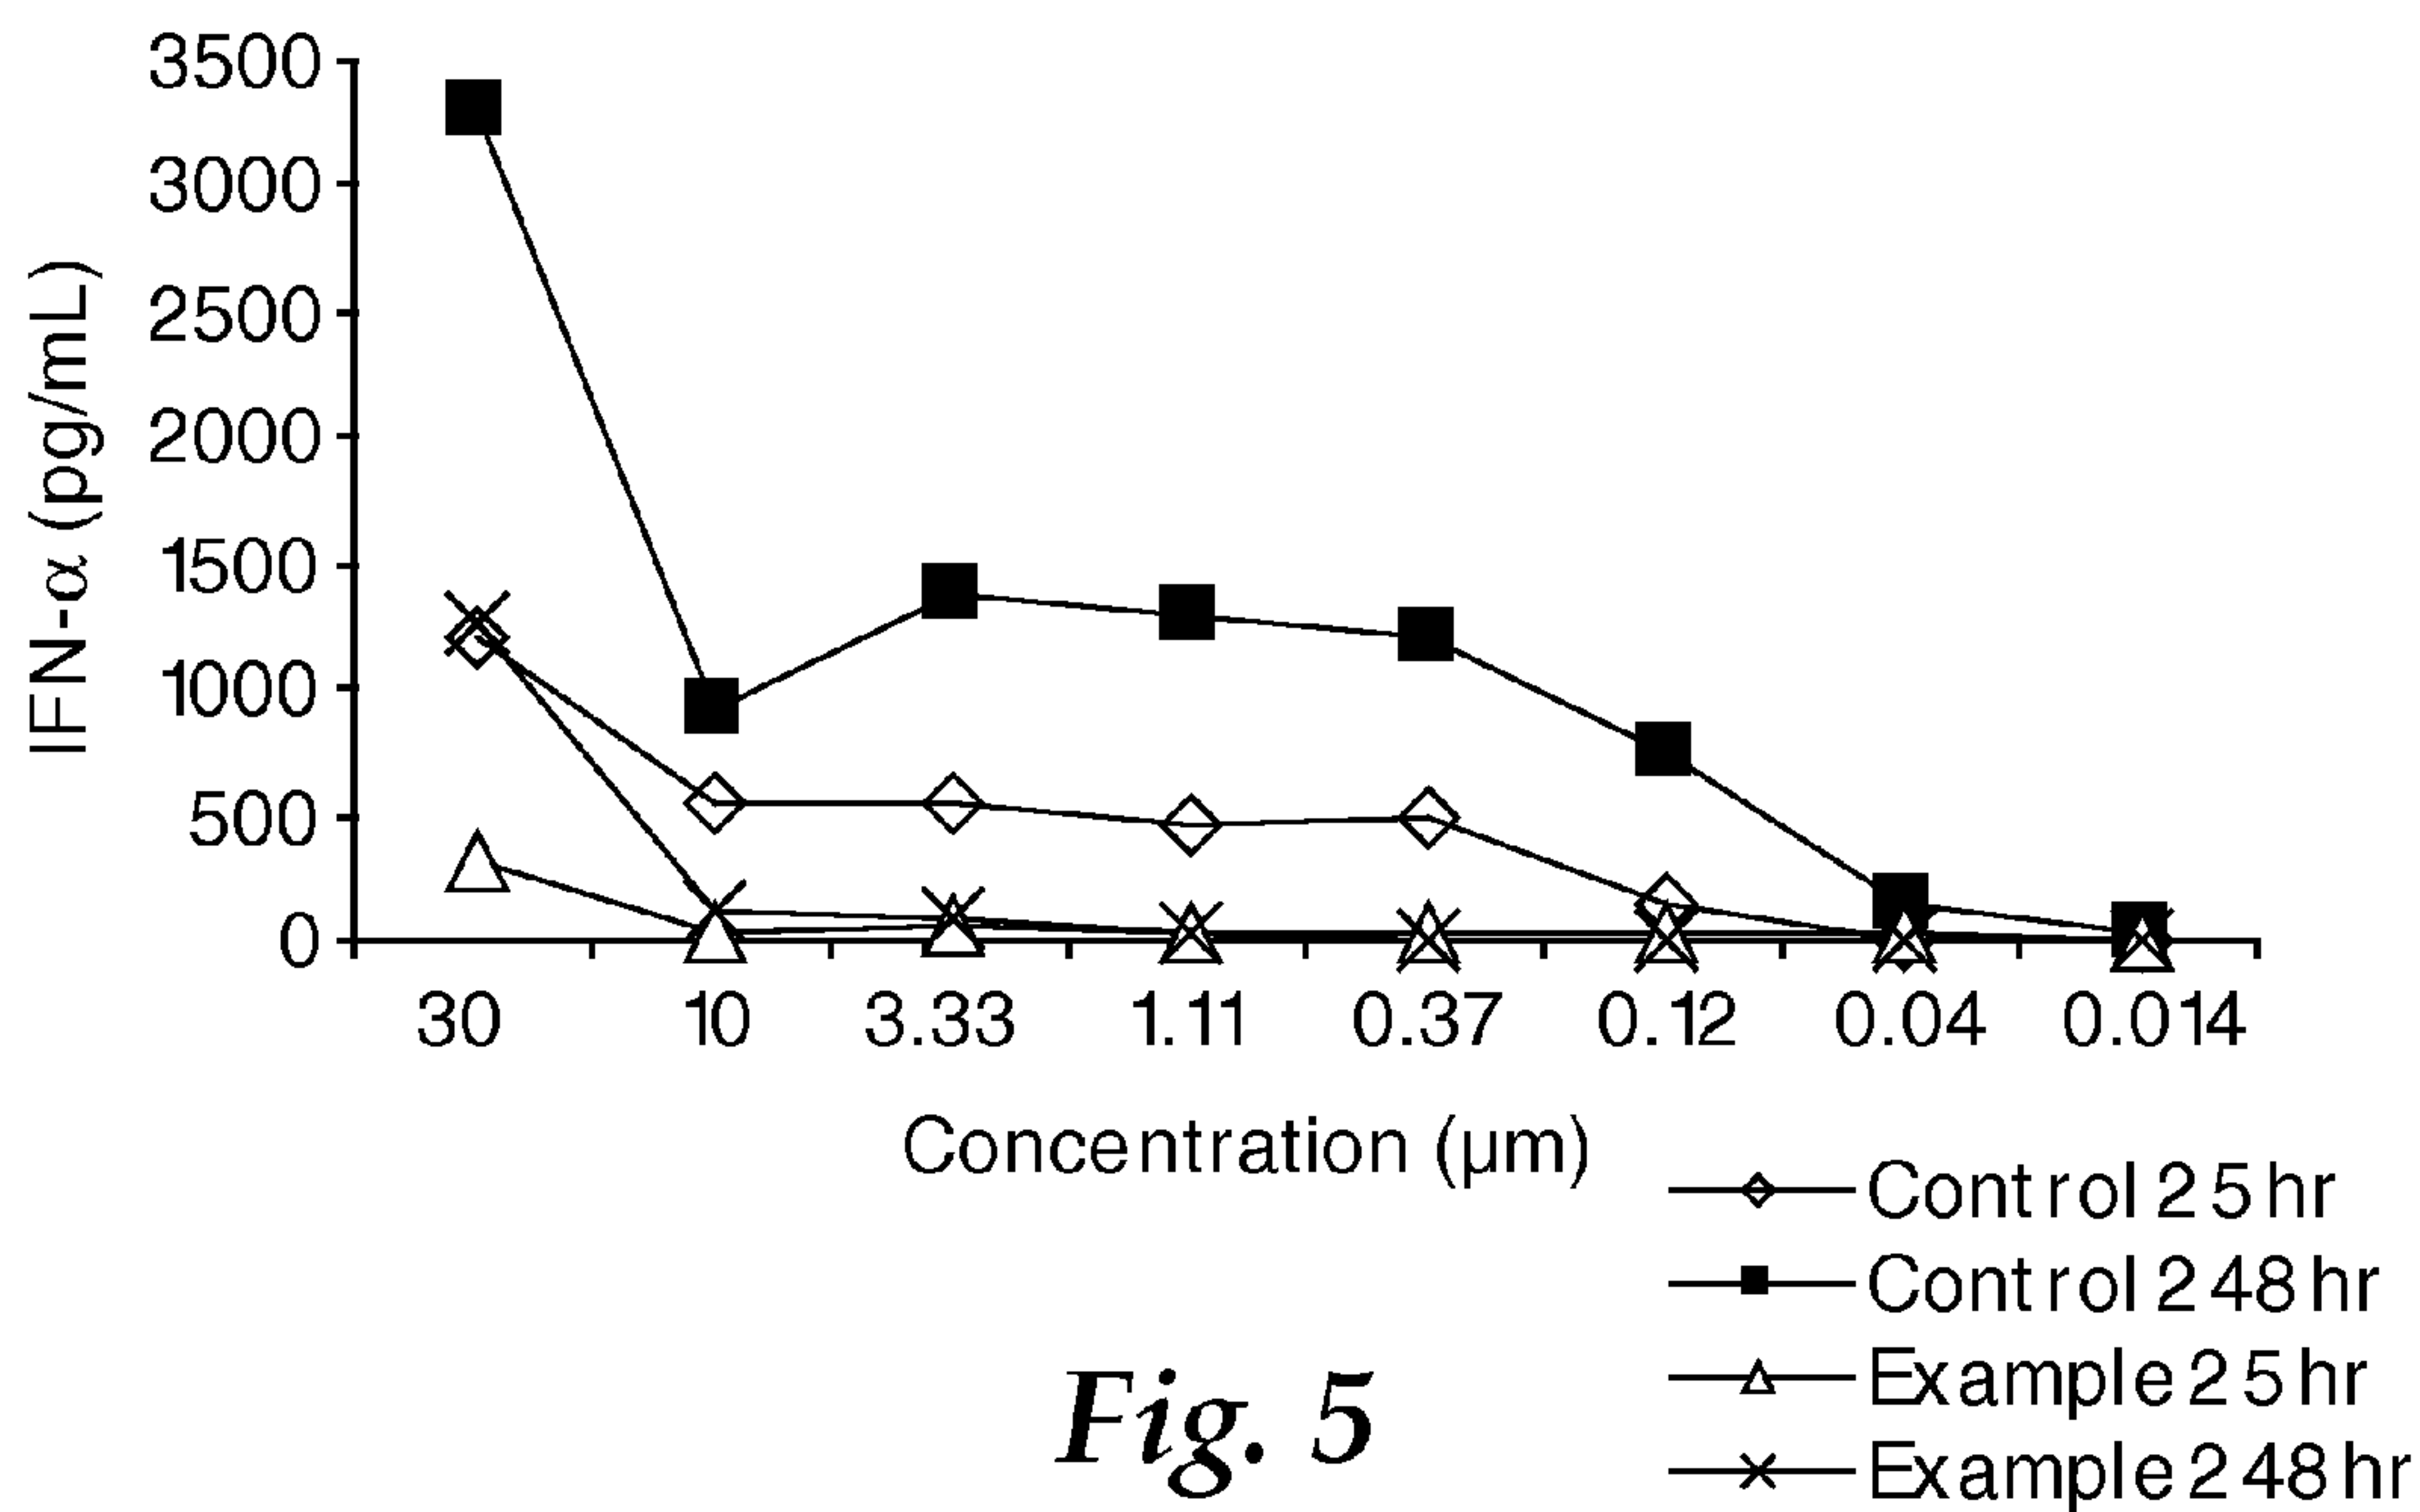 3500
3000
2500
2000
1500
1000
500
0
IFN-α (pg/mL)
30 10 3.33 1.11 0.37 0.12 0.04 0.014
Concentration (µm)
Control 2 5 hr
Control 2 48 hr
Example 2 5 hr
Example 2 48 hr
Fig. 5